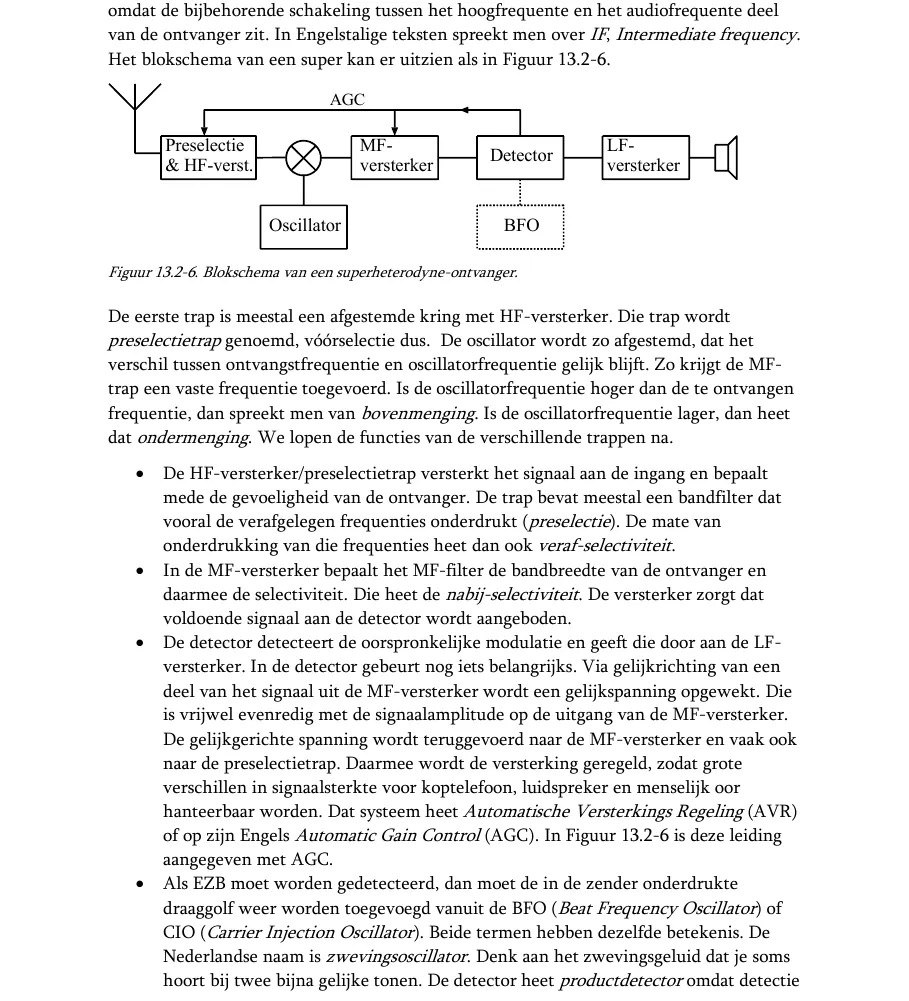 omdat de bijbehorende schakeling tussen het hoogfrequente en het audiofrequente deel
van de ontvanger zit. In Engelstalige teksten spreekt men over IF, Intermediate frequency.
Het blokschema van een super kan er uitzien als in Figuur 13.2-6.
AGC
Preselectie
& HF-verst.
MF-
versterker
Detector
LF-
versterker
Oscillator
BFO
Figuur 13.2-6. Blokschema van een superheterodyne-ontvanger.
De eerste trap is meestal een afgestemde kring met HF-versterker. Die trap wordt
preselectietrap genoemd, vóórselectie dus.  De oscillator wordt zo afgestemd, dat het
verschil tussen ontvangstfrequentie en oscillatorfrequentie gelijk blijft. Zo krijgt de MF-
trap een vaste frequentie toegevoerd. Is de oscillatorfrequentie hoger dan de te ontvangen
frequentie, dan spreekt men van bovenmenging. Is de oscillatorfrequentie lager, dan heet
dat ondermenging. We lopen de functies van de verschillende trappen na.
• De HF-versterker/preselectietrap versterkt het signaal aan de ingang en bepaalt
mede de gevoeligheid van de ontvanger. De trap bevat meestal een bandfilter dat
vooral de verafgelegen frequenties onderdrukt (preselectie). De mate van
onderdrukking van die frequenties heet dan ook veraf-selectiviteit.
• In de MF-versterker bepaalt het MF-filter de bandbreedte van de ontvanger en
daarmee de selectiviteit. Die heet de nabij-selectiviteit. De versterker zorgt dat
voldoende signaal aan de detector wordt aangeboden.
• De detector detecteert de oorspronkelijke modulatie en geeft die door aan de LF-
versterker. In de detector gebeurt nog iets belangrijks. Via gelijkrichting van een
deel van het signaal uit de MF-versterker wordt een gelijkspanning opgewekt. Die
is vrijwel evenredig met de signaalamplitude op de uitgang van de MF-versterker.
De gelijkgerichte spanning wordt teruggevoerd naar de MF-versterker en vaak ook
naar de preselectietrap. Daarmee wordt de versterking geregeld, zodat grote
verschillen in signaalsterkte voor koptelefoon, luidspreker en menselijk oor
hanteerbaar worden. Dat systeem heet Automatische Versterkings Regeling (AVR)
of op zijn Engels Automatic Gain Control (AGC). In Figuur 13.2-6 is deze leiding
aangegeven met AGC.
• Als EZB moet worden gedetecteerd, dan moet de in de zender onderdrukte
draaggolf weer worden toegevoegd vanuit de BFO (Beat Frequency Oscillator) of
CIO (Carrier Injection Oscillator). Beide termen hebben dezelfde betekenis. De
Nederlandse naam is zwevingsoscillator. Denk aan het zwevingsgeluid dat je soms
hoort bij twee bijna gelijke tonen. De detector heet productdetector omdat detectie